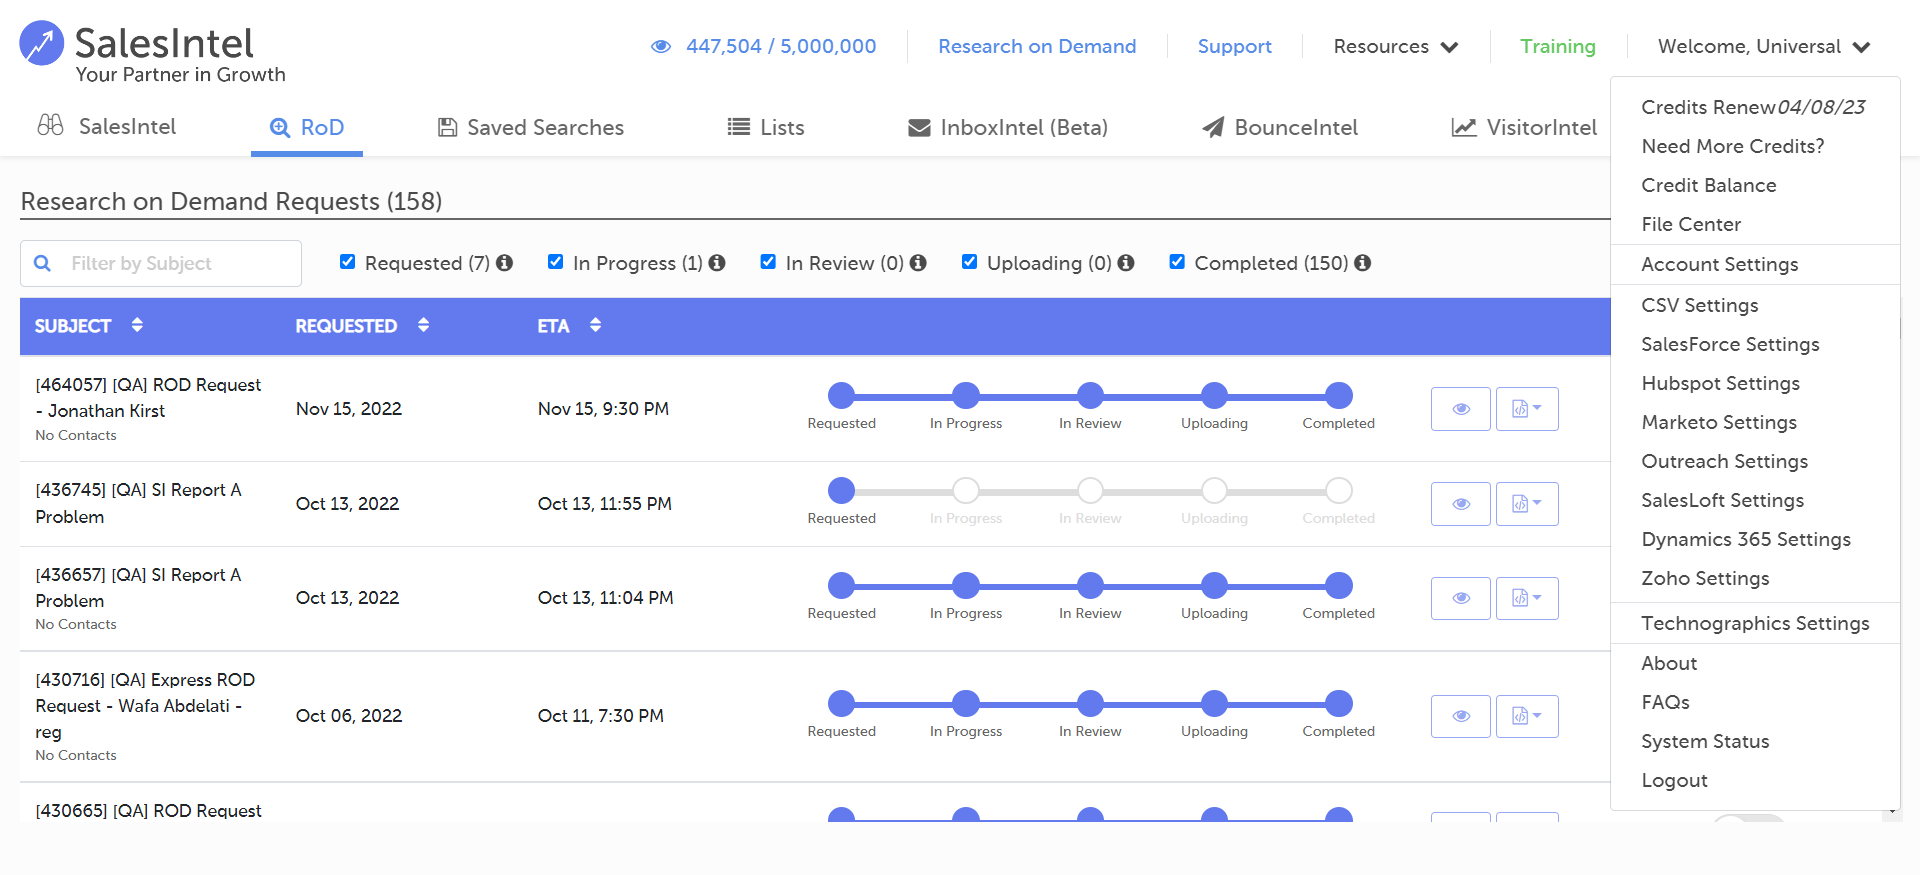 SalesIntel
Your Partner in Growth
447,504 / 5,000,000
Research on Demand
Support
Resources
Training
Welcome, Universal
SalesIntel
RoD
Saved Searches
Lists
InboxIntel (Beta)
BounceIntel
VisitorIntel
Credits Renew 04/08/23
Need More Credits?
Credit Balance
File Center
Account Settings
CSV Settings
SalesForce Settings
Hubspot Settings
Marketo Settings
Outreach Settings
SalesLoft Settings
Dynamics 365 Settings
Zoho Settings
Technographics Settings
About
FAQs
System Status
Logout
Research on Demand Requests (158)
Filter by Subject
Requested (7)
In Progress (1)
In Review (0)
Uploading (0)
Completed (150)
SUBJECT
REQUESTED
ETA
[464057] [QA] ROD Request
- Jonathan Kirst
No Contacts
Nov 15, 2022
Nov 15, 9:30 PM
Requested
In Progress
In Review
Uploading
Completed
[436745] [QA] SI Report A
Problem
Oct 13, 2022
Oct 13, 11:55 PM
Requested
In Progress
In Review
Uploading
Completed
[436657] [QA] SI Report A
Problem
No Contacts
Oct 13, 2022
Oct 13, 11:04 PM
Requested
In Progress
In Review
Uploading
Completed
[430716] [QA] Express ROD
Request - Wafa Abdelati -
reg
No Contacts
Oct 06, 2022
Oct 11, 7:30 PM
Requested
In Progress
In Review
Uploading
Completed
[430665] [QA] ROD Request